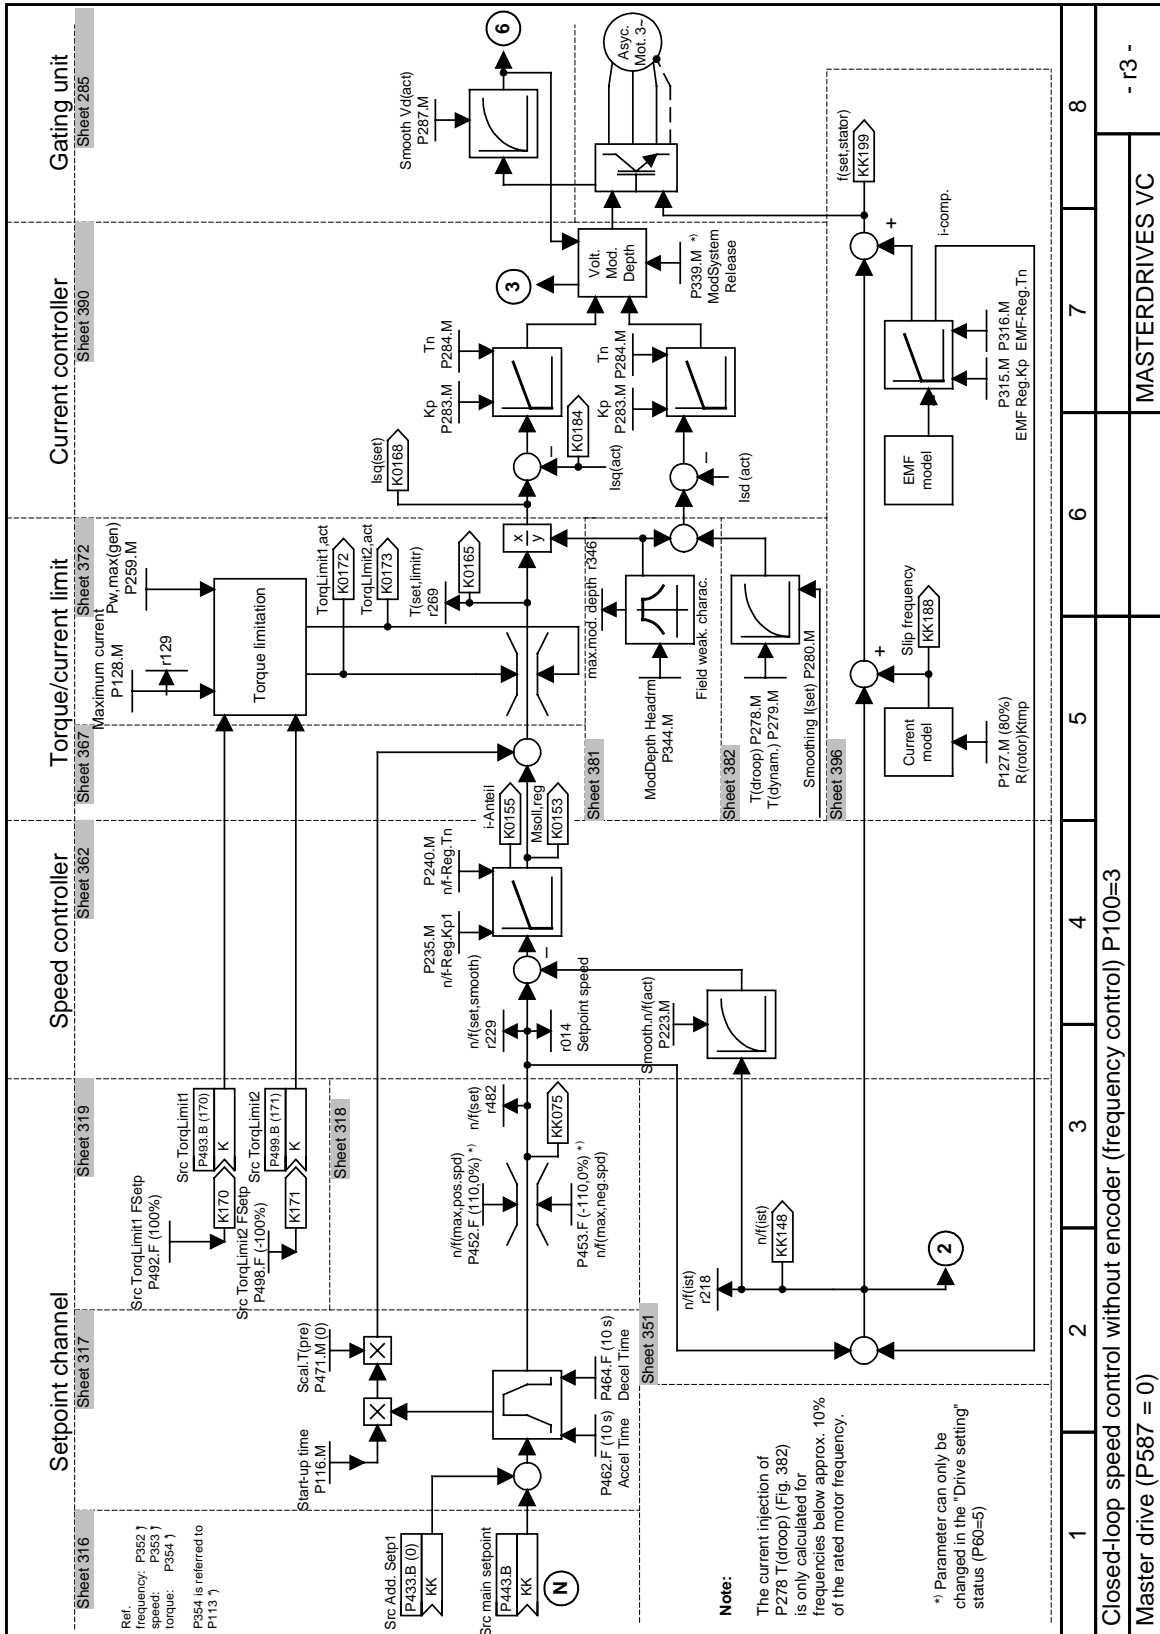 Setpoint channel
Speed controller
Torque/current limit
Current controller
Gating unit
Sheet 316
Sheet 317
Sheet 319
Sheet 362
Sheet 367
Sheet 372
Sheet 390
Sheet 285
Ref.
frequency: P352 *)
speed: P353 *)
torque: P354 *)
P354 is referred to
P113 *)
Src Add. Setp1
P433.B (0)
KK
Src main setpoint
P443.B
KK
N
Start-up time
P116.M
Scal.T(pre)
P471.M (0)
P462.F (10 s)
Accel Time
P464.F (10 s)
Decel Time
Src TorqLimit1 FSetp
P492.F (100%)
K170
Src TorqLimit1
P493.B (170)
K
Src TorqLimit2 FSetp
P498.F (-100%)
K171
Src TorqLimit2
P499.B (171)
K
Sheet 318
n/f(max,pos.spd)
P452.F (110,0%) *)
P453.F (-110,0%) *)
n/f(max,neg.spd)
n/f(set)
r482
KK075
n/f(set,smooth)
r229
r014
Setpoint speed
P235.M
n/f-Reg.Kp1
P240.M
n/f-Reg.Tn
i-Anteil
K0155
Msoll,reg
K0153
Smooth.n/f(act)
P223.M
Maximum current
P128.M
r129
Pw,max(gen)
P259.M
Torque limitation
TorqLimit1,act
K0172
TorqLImit2,act
K0173
T(set,limitr)
r269
K0165
x
y
Isq(set)
K0168
Kp
P283.M
Tn
P284.M
K0184
Isq(act)
Kp
P283.M
Tn
P284.M
Isd (act)
3
Volt.
Mod.
Depth
P339.M *)
ModSystem
Release
Smooth Vd(act)
P287.M
6
Asyc.
Mot. 3~
Sheet 381
ModDepth Headrm
P344.M
max.mod. depth r346
Field weak. charac.
Sheet 382
T(droop) P278.M
T(dynam.) P279.M
Smoothing I(set) P280.M
Sheet 396
Current
model
P127.M (80%)
R(rotor)Ktmp
Slip frequency
KK188
+
EMF
model
P315.M
EMF Reg.Kp
P316.M
EMF-Reg.Tn
i-comp.
+
f(set,stator)
KK199
Sheet 351
n/f(ist)
r218
n/f(ist)
KK148
2
Note:
The current injection of
P278 T(droop) (Fig. 382)
is only calculated for
frequencies below approx. 10%
of the rated motor frequency.
*) Parameter can only be
changed in the "Drive setting"
status (P60=5)
1 2 3 4 5 6 7 8
Closed-loop speed control without encoder (frequency control) P100=3
Master drive (P587 = 0)
MASTERDRIVES VC
- r3 -